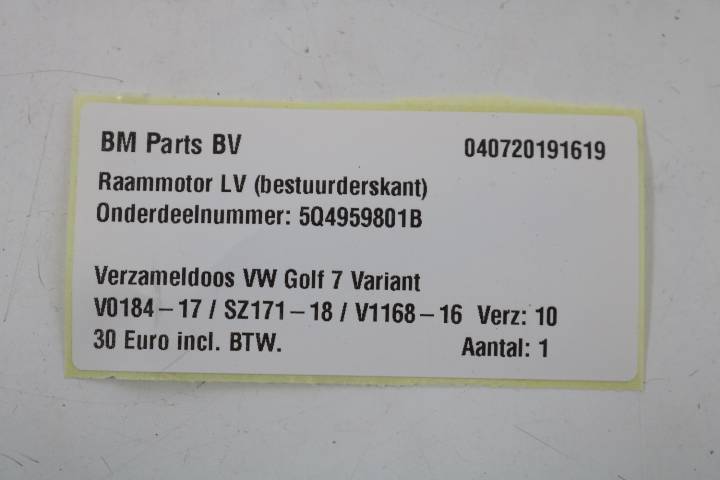 BM Parts BV 040720191619
Raammotor LV (bestuurderskant)
Onderdeelnummer: 5Q4959801B
Verzameldoos VW Golf 7 Variant
V0184-17 / SZ171-18 / V1168-16 Verz: 10
30 Euro incl. BTW. Aantal: 1